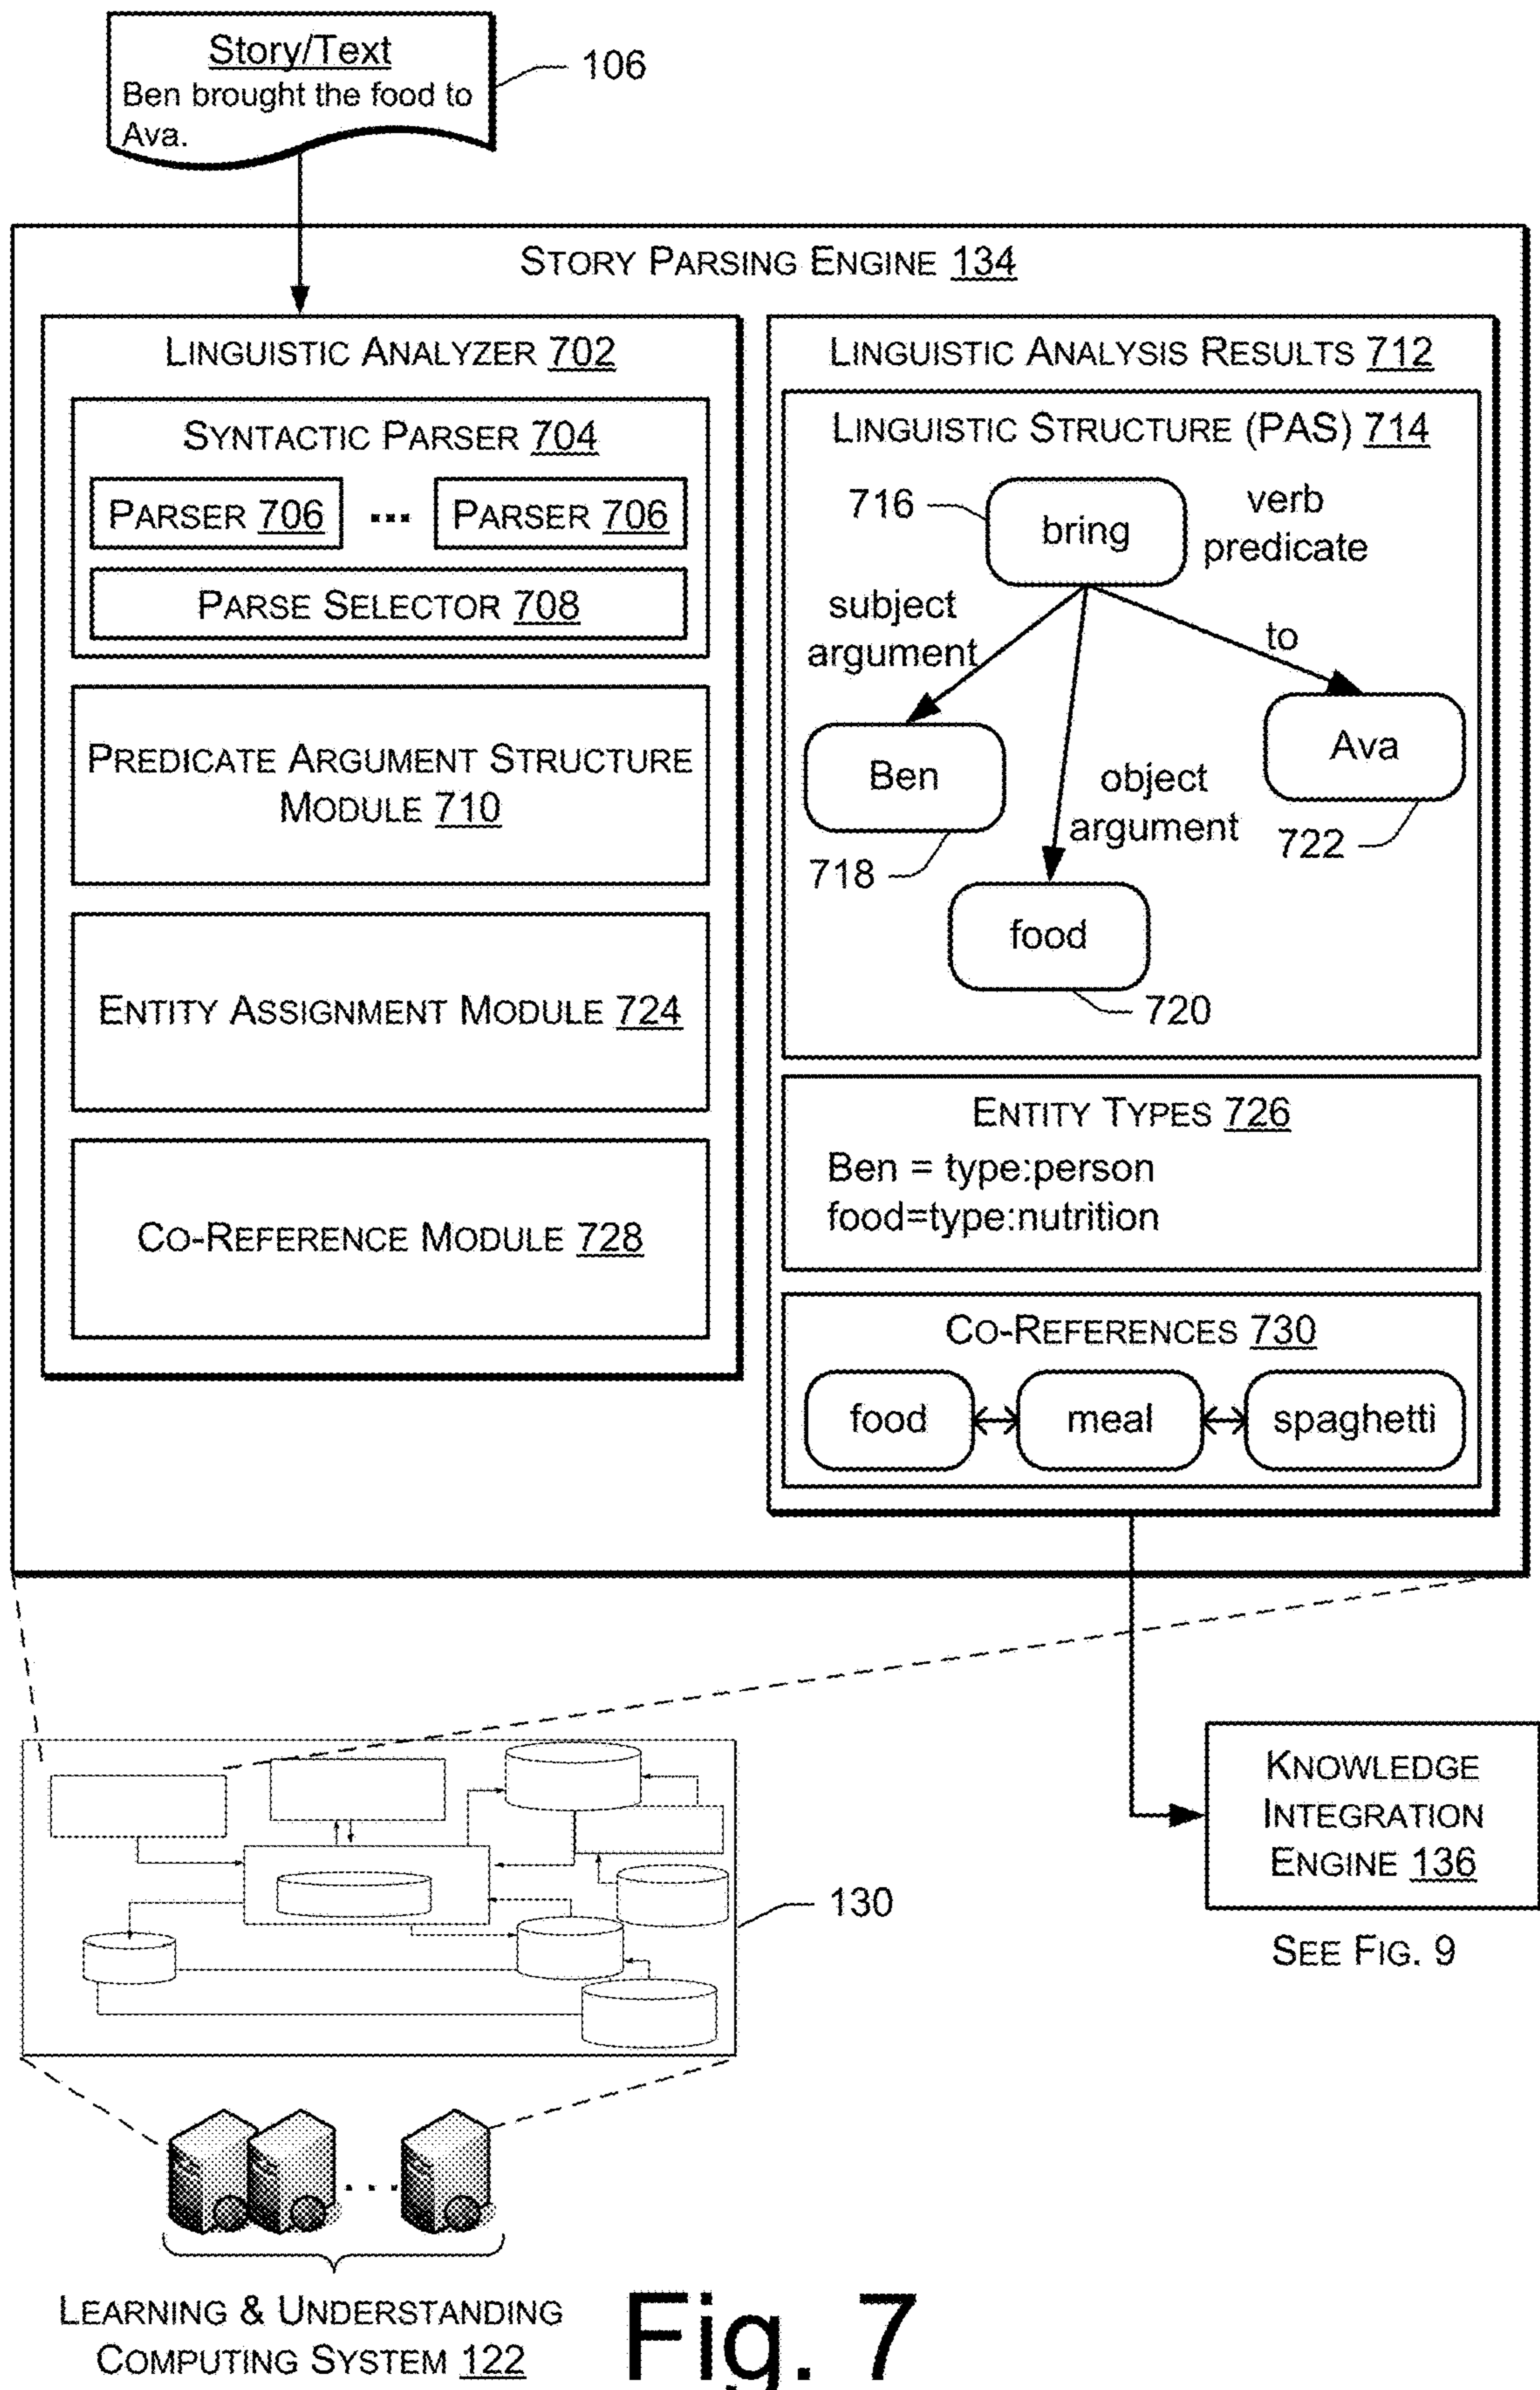 Story/Text
Ben brought the food to
Ava.
106
STORY PARSING ENGINE 134
LINGUISTIC ANALYZER 702
SYNTACTIC PARSER 704
PARSER 706 ... PARSER 706
PARSE SELECTOR 708
PREDICATE ARGUMENT STRUCTURE
MODULE 710
ENTITY ASSIGNMENT MODULE 724
CO-REFERENCE MODULE 728
LINGUISTIC ANALYSIS RESULTS 712
LINGUISTIC STRUCTURE (PAS) 714
716
bring
verb
predicate
subject
argument
to
Ben
718
object
argument
Ava
722
food
720
ENTITY TYPES 726
Ben = type:person
food=type:nutrition
CO-REFERENCES 730
food
meal
spaghetti
KNOWLEDGE
INTEGRATION
ENGINE 136
SEE FIG. 9
130
...
LEARNING & UNDERSTANDING
COMPUTING SYSTEM 122
Fig. 7